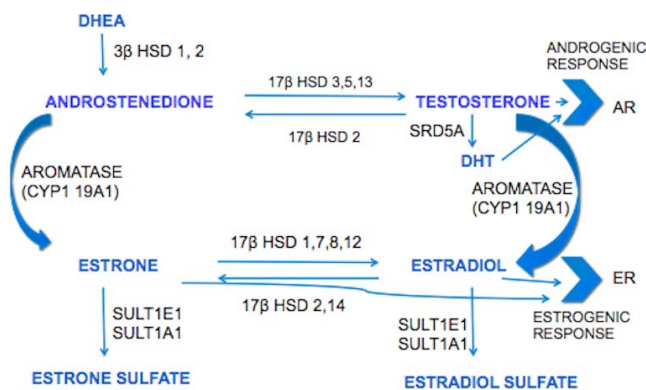 DHEA
3β HSD 1, 2
ANDROGENIC
RESPONSE
ANDROSTENEDIONE
17β HSD 3,5,13
TESTOSTERONE
AR
17β HSD 2
SRD5A
DHT
AROMATASE
(CYP1 19A1)
AROMATASE
(CYP1 19A1)
ESTRONE
17β HSD 1,7,8,12
ESTRADIOL
ER
17β HSD 2,14
ESTROGENIC
RESPONSE
SULT1E1
SULT1A1
SULT1E1
SULT1A1
ESTRONE SULFATE
ESTRADIOL SULFATE